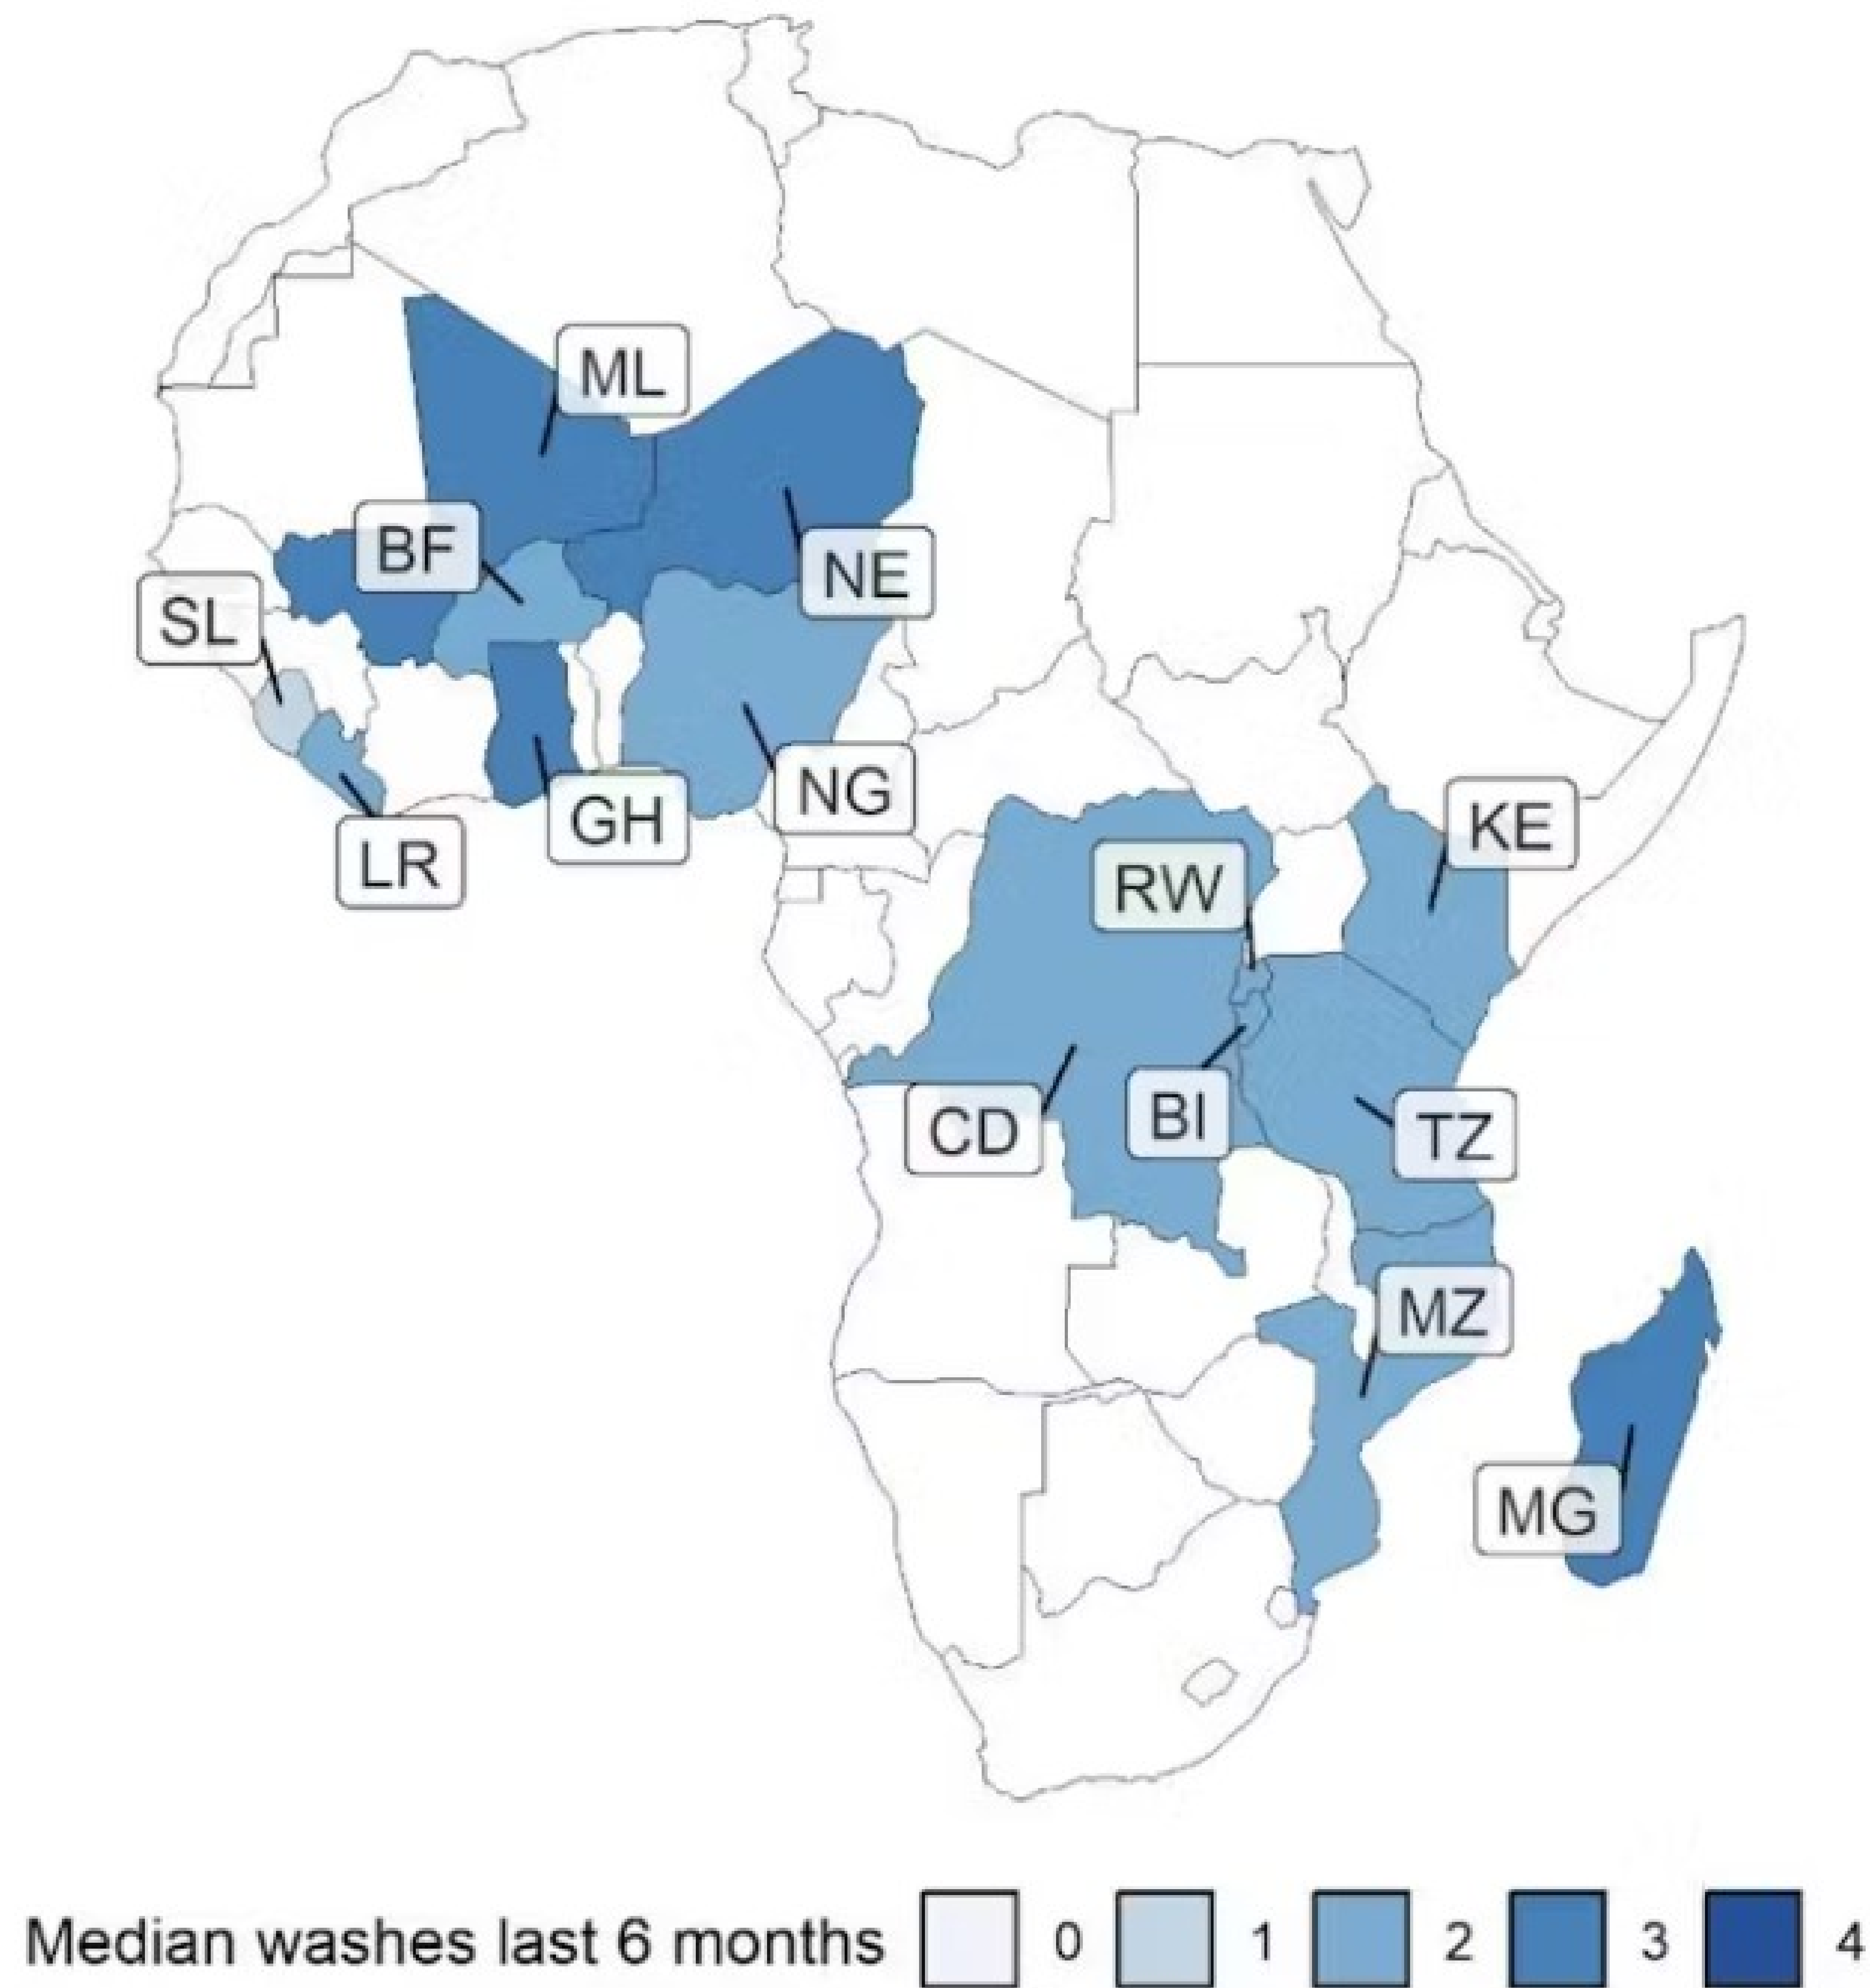 ML
BF
NE
SL
NG
GH
KE
LR
RW
CD
BI
TZ
MZ
MG
Median washes last 6 months 0 1 2 3 4